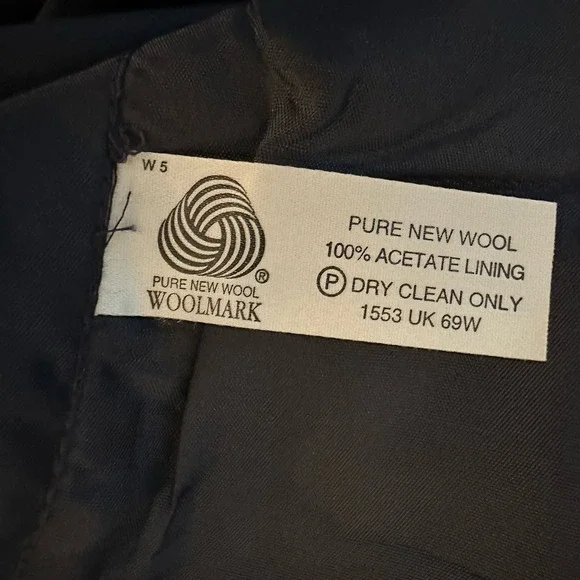 W 5
PURE NEW WOOL
WOOLMARK
®
PURE NEW WOOL
100% ACETATE LINING
Ⓟ DRY CLEAN ONLY
1553 UK 69W